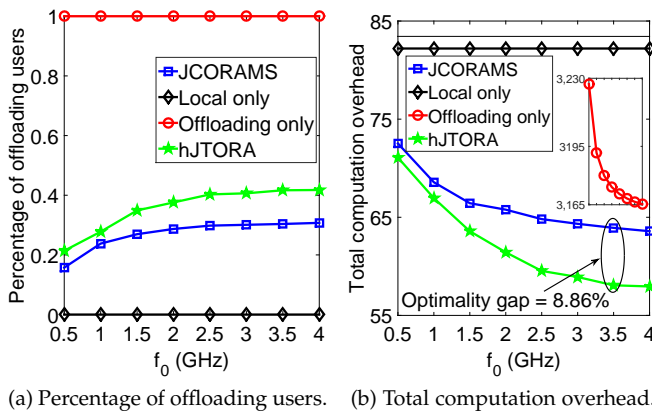 Percentage of offloading users
1
0.8
0.6
0.4
0.2
0
JCORAMS
Local only
Offloading only
hJTORA
0.5 1 1.5 2 2.5 3 3.5 4
f0 (GHz)
(a) Percentage of offloading users.
Total computation overhead
85
75
65
55
JCORAMS
Local only
Offloading only
hJTORA
3,230
3195
3,165
Optimality gap = 8.86%
0.5 1 1.5 2 2.5 3 3.5 4
f0 (GHz)
(b) Total computation overhead.